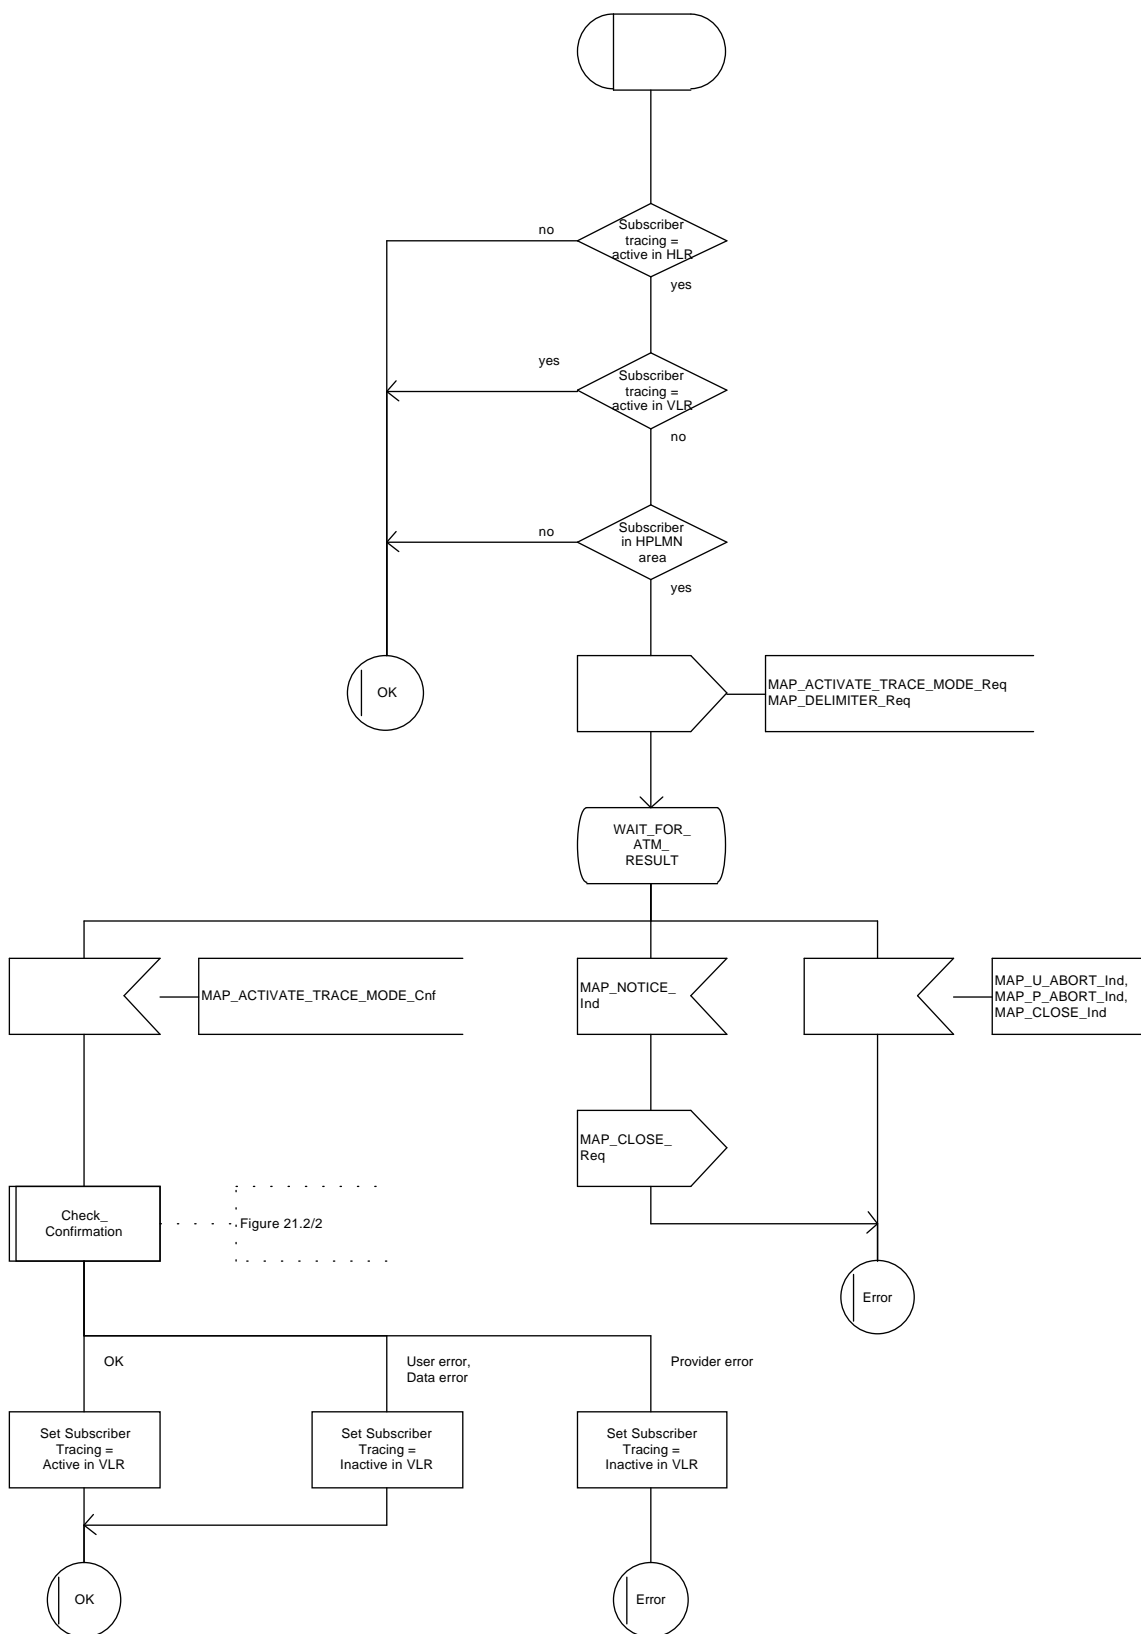 Subscriber
tracing =
active in HLR
no
yes
Subscriber
tracing =
active in VLR
yes
no
Subscriber
in HPLMN
area
no
yes
OK
MAP_ACTIVATE_TRACE_MODE_Req
MAP_DELIMITER_Req
WAIT_FOR_
ATM_
RESULT
MAP_ACTIVATE_TRACE_MODE_Cnf
MAP_NOTICE_
Ind
MAP_U_ABORT_Ind,
MAP_P_ABORT_Ind,
MAP_CLOSE_Ind
MAP_CLOSE_
Req
Check_
Confirmation
Figure 21.2/2
Error
OK
User error,
Data error
Provider error
Set Subscriber
Tracing =
Active in VLR
Set Subscriber
Tracing =
Inactive in VLR
Set Subscriber
Tracing =
Inactive in VLR
OK
Error